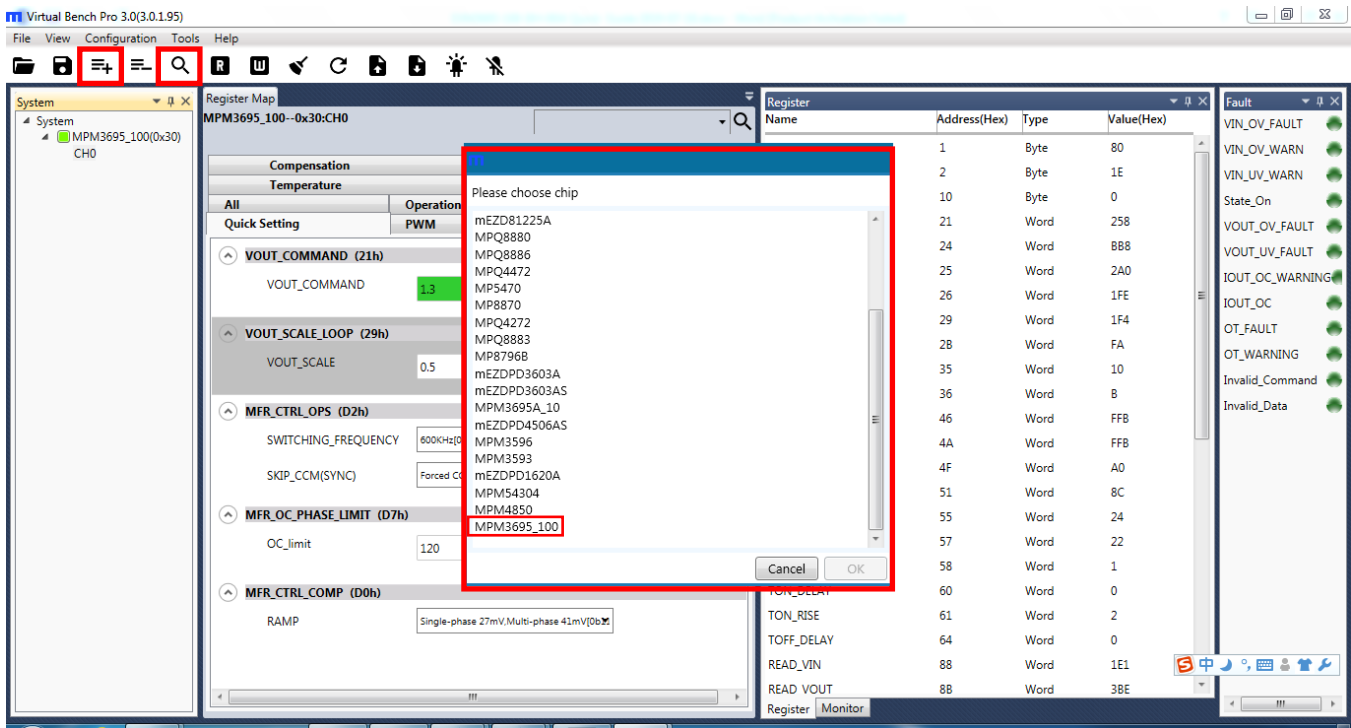 Virtual Bench Pro 3.0(3.0.1.95)
File View Configuration Tools Help
R W
System
System
MPM3695_100(0x30)
CH0
Register Map
MPM3695_100--0x30:CH0
Compensation
Temperature
All Operation
Quick Setting PWM
VOUT_COMMAND (21h)
VOUT_COMMAND 1.3
VOUT_SCALE_LOOP (29h)
VOUT_SCALE 0.5
MFR_CTRL_OPS (D2h)
SWITCHING_FREQUENCY 600KHz[0
SKIP_CCM(SYNC) Forced CC
MFR_OC_PHASE_LIMIT (D7h)
OC_limit 120
MFR_CTRL_COMP (D0h)
RAMP Single-phase 27mV,Multi-phase 41mV[0b
Please choose chip
mEZD81225A
MPQ8880
MPQ8886
MPQ4472
MP5470
MP8870
MPQ4272
MPQ8883
MP8796B
mEZDPD3603A
mEZDPD3603AS
MPM3695A_10
mEZDPD4506AS
MPM3596
MPM3593
mEZDPD1620A
MPM54304
MPM4850
MPM3695_100
Cancel OK
Register
Name Address(Hex) Type Value(Hex)
1 Byte 80
2 Byte 1E
10 Byte 0
21 Word 258
24 Word BB8
25 Word 2A0
26 Word 1FE
29 Word 1F4
2B Word FA
35 Word 10
36 Word B
46 Word FFB
4A Word FFB
4F Word A0
51 Word 8C
55 Word 24
57 Word 22
58 Word 1
TON_DELAY 60 Word 0
TON_RISE 61 Word 2
TOFF_DELAY 64 Word 0
READ_VIN 88 Word 1E1
READ_VOUT 8B Word 3BE
Register Monitor
Fault
VIN_OV_FAULT
VIN_OV_WARN
VIN_UV_WARN
State_On
VOUT_OV_FAULT
VOUT_UV_FAULT
IOUT_OC_WARNING
IOUT_OC
OT_FAULT
OT_WARNING
Invalid_Command
Invalid_Data
S 中